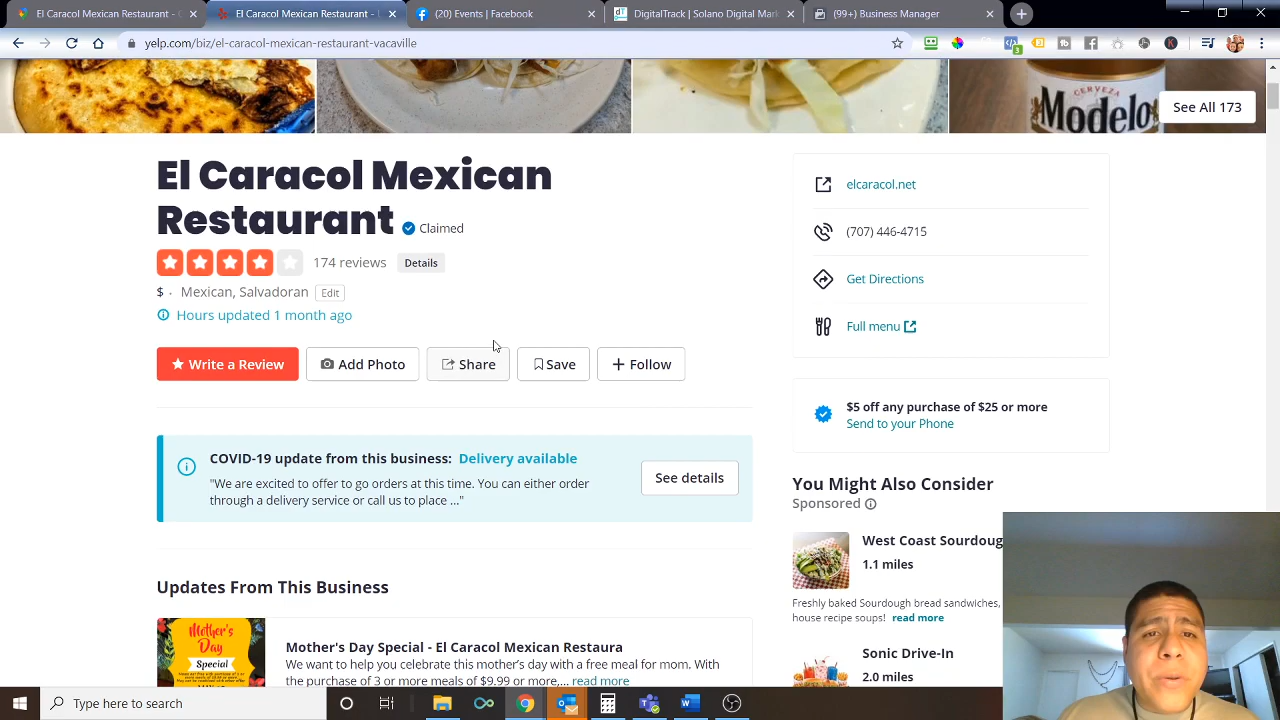 El Caracol Mexican Restaurant -
El Caracol Mexican Restaurant - 
(20) Events | Facebook
DigitalTrack | Solano Digital Mark
(99+) Business Manager
yelp.com/biz/el-caracol-mexican-restaurant-vacaville
3
CERVEZA
Modelo
See All 173
El Caracol Mexican
Restaurant
Claimed
174 reviews Details
$ · Mexican, Salvadoran Edit
Hours updated 1 month ago
Write a Review
Add Photo
Share
Save
Follow
COVID-19 update from this business: Delivery available
"We are excited to offer to go orders at this time. You can either order
through a delivery service or call us to place ..."
See details
Updates From This Business
Mother's
Day
Special
Mother's Day Special - El Caracol Mexican Restaura
We want to help you celebrate this mother's day with a free meal for mom. With
the purchase of 3 or more meals of $9.99 or more,... read more
elcaracol.net
(707) 446-4715
Get Directions
Full menu
$5 off any purchase of $25 or more
Send to your Phone
You Might Also Consider
Sponsored
West Coast Sourdoug
1.1 miles
Freshly baked Sourdough bread sandwiches,
house recipe soups! read more
Sonic Drive-In
2.0 miles
Type here to search